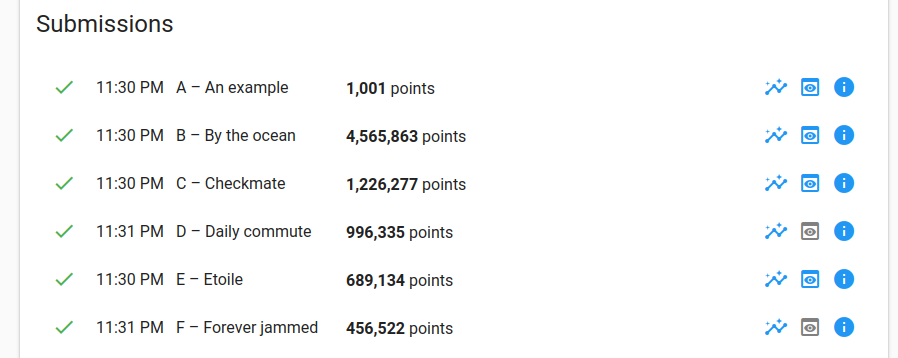 Submissions
11:30 PM A – An example 1,001 points
11:30 PM B – By the ocean 4,565,863 points
11:30 PM C – Checkmate 1,226,277 points
11:31 PM D – Daily commute 996,335 points
11:30 PM E – Etoile 689,134 points
11:31 PM F – Forever jammed 456,522 points